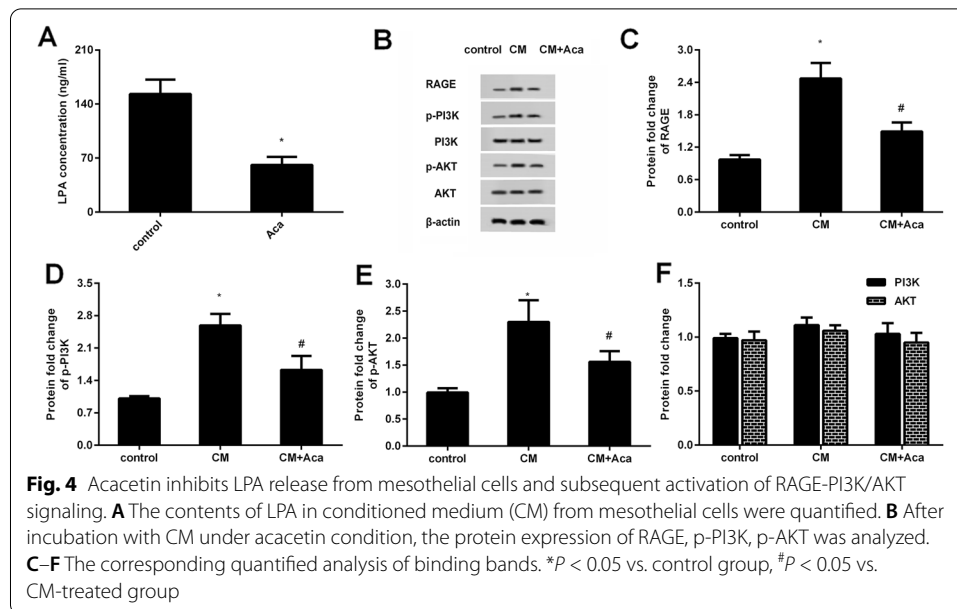 A
LPA concentration (ng/ml)
210
140
70
0
*
control
Aca
B
control CM CM+Aca
RAGE
p-PI3K
PI3K
p-AKT
AKT
β-actin
C
Protein fold change
of RAGE
3.0
2.4
1.8
1.2
0.6
0.0
*
#
control CM CM+Aca
D
Protein fold change
of p-PI3K
3.5
2.8
2.1
1.4
0.7
0.0
*
#
control CM CM+Aca
E
Protein fold change
of p-AKT
3.0
2.5
2.0
1.5
1.0
0.5
0.0
*
#
control CM CM+Aca
F
Protein fold change
1.5
1.0
0.5
0.0
PI3K
AKT
control CM CM+Aca
Fig. 4 Acacetin inhibits LPA release from mesothelial cells and subsequent activation of RAGE-PI3K/AKT
signaling. A The contents of LPA in conditioned medium (CM) from mesothelial cells were quantified. B After
incubation with CM under acacetin condition, the protein expression of RAGE, p-PI3K, p-AKT was analyzed.
C–F The corresponding quantified analysis of binding bands. *P < 0.05 vs. control group, #P < 0.05 vs.
CM-treated group